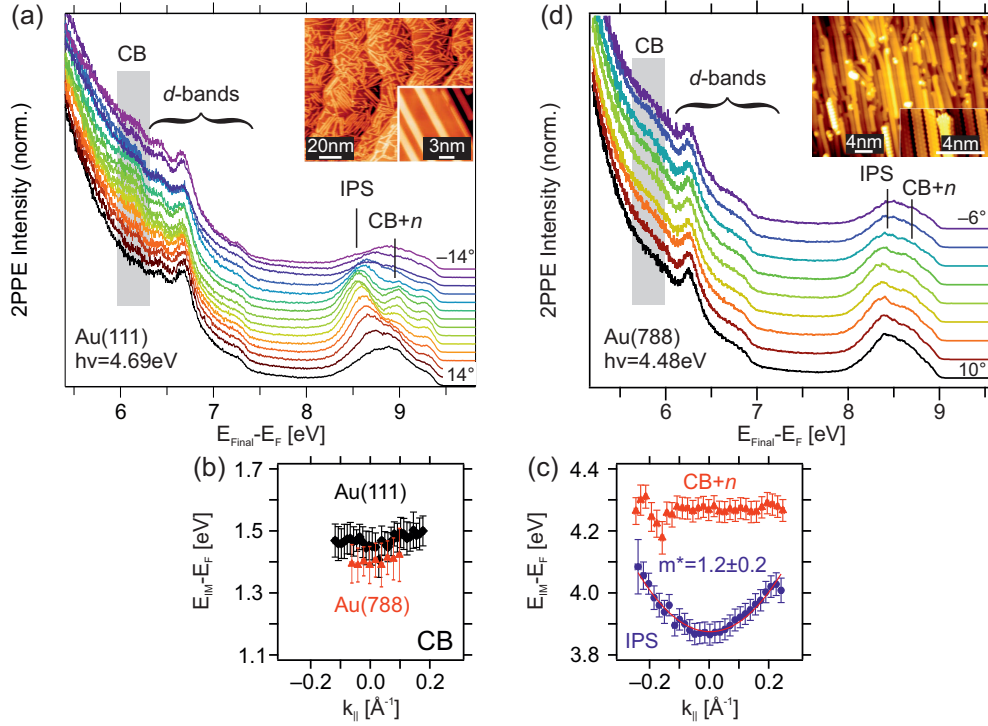 (a)
2PPE Intensity (norm.)
CB
d-bands
20nm
3nm
IPS
CB+n
–14°
14°
Au(111)
hν=4.69eV
6 7 8 9
E_Final-E_F [eV]
(d)
2PPE Intensity (norm.)
CB
d-bands
4nm
4nm
IPS
CB+n
–6°
10°
Au(788)
hν=4.48eV
6 7 8 9
E_Final-E_F [eV]
(b)
E_IM-E_F [eV]
1.7
1.5
1.3
1.1
Au(111)
Au(788)
CB
–0.2 0.0 0.2
k_|| [Å⁻¹]
(c)
E_IM-E_F [eV]
4.4
4.2
4.0
3.8
CB+n
m*=1.2±0.2
IPS
–0.2 0.0 0.2
k_|| [Å⁻¹]